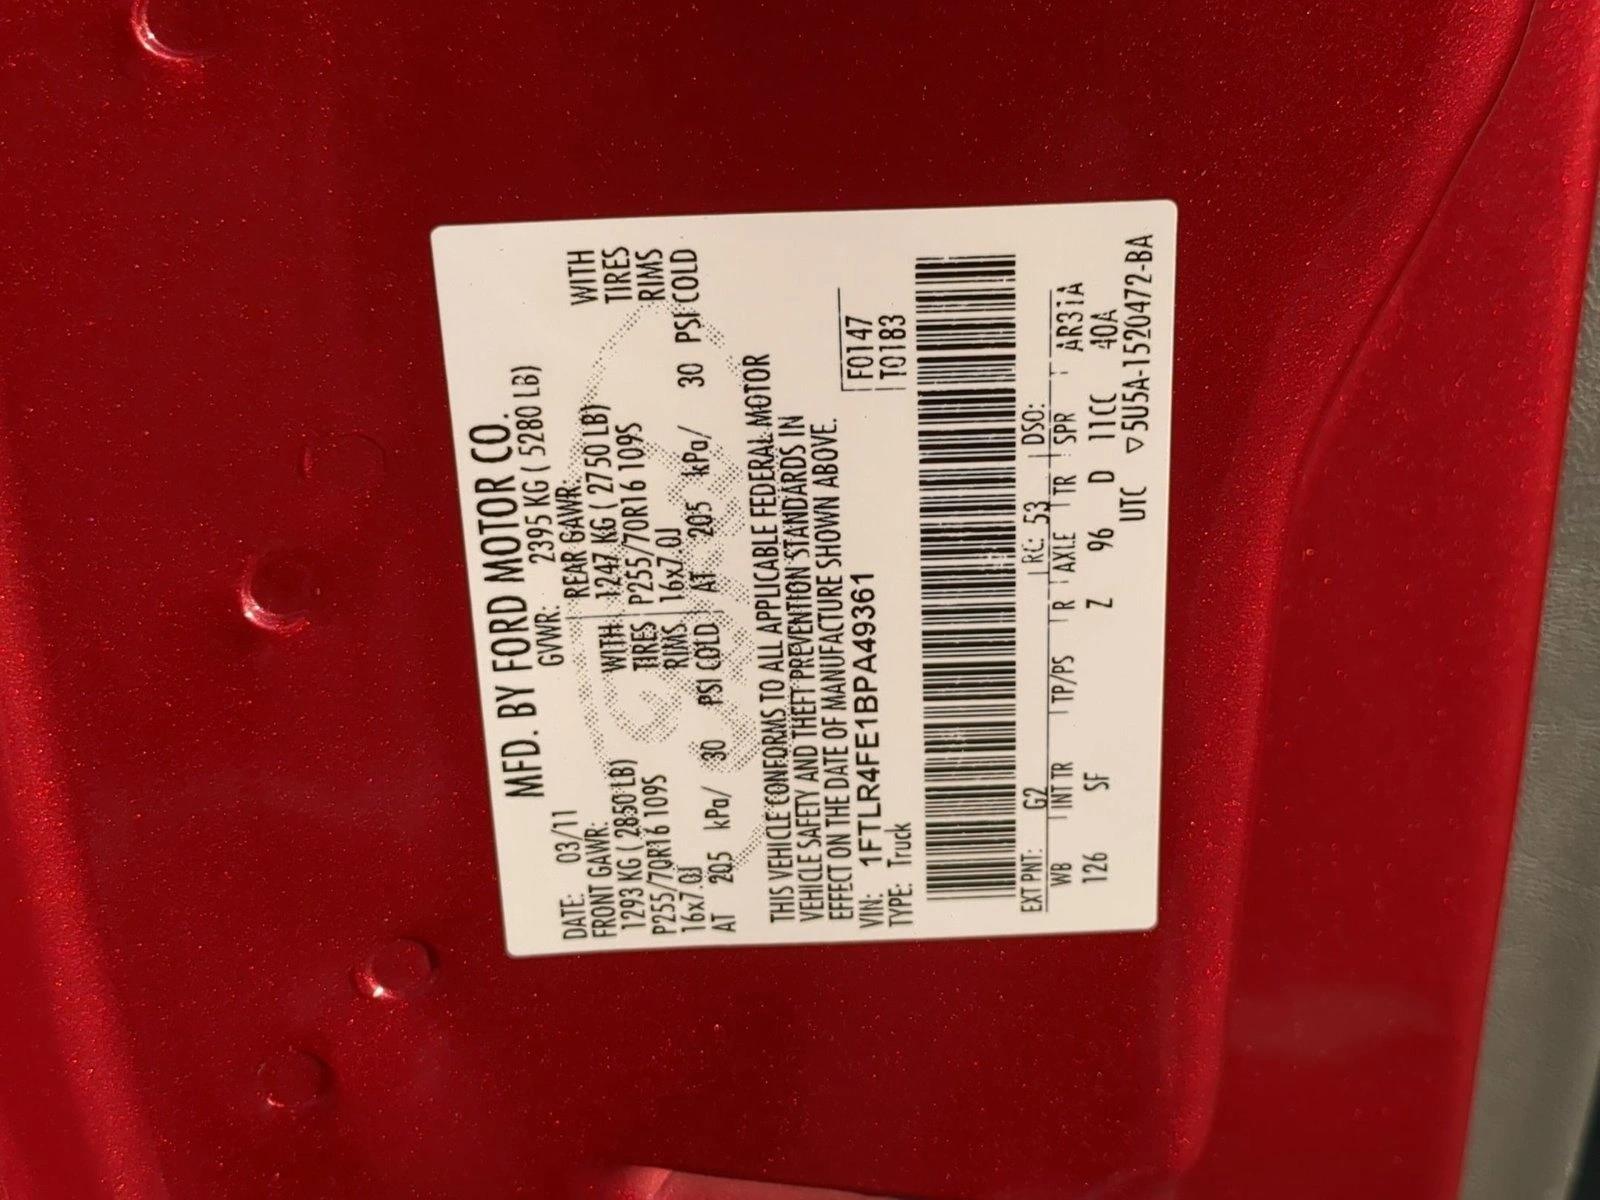 MFD. BY FORD MOTOR CO.
DATE: 03/11 GVWR: 2395 KG ( 5280 LB)
FRONT GAWR: REAR GAWR:
1293 KG ( 2850 LB) WITH 1247 KG ( 2750 LB) WITH
P255/70R16 109S TIRES P255/70R16 109S TIRES
16x7.0J RIMS 16x7.0J RIMS
AT 205 kPa/ 30 PSI COLD AT 205 kPa/ 30 PSI COLD
THIS VEHICLE CONFORMS TO ALL APPLICABLE FEDERAL MOTOR
VEHICLE SAFETY AND THEFT PREVENTION STANDARDS IN
EFFECT ON THE DATE OF MANUFACTURE SHOWN ABOVE.
VIN: 1FTLR4FE1BPA49361 F0147
TYPE: Truck T0183
EXT PNT: G2 RC: 53 DSO:
WB INT TR TP/PS R AXLE TR SPR AR31A
126 SF Z 96 D 11CC 40A
UTC ▽5U5A-1520472-BA